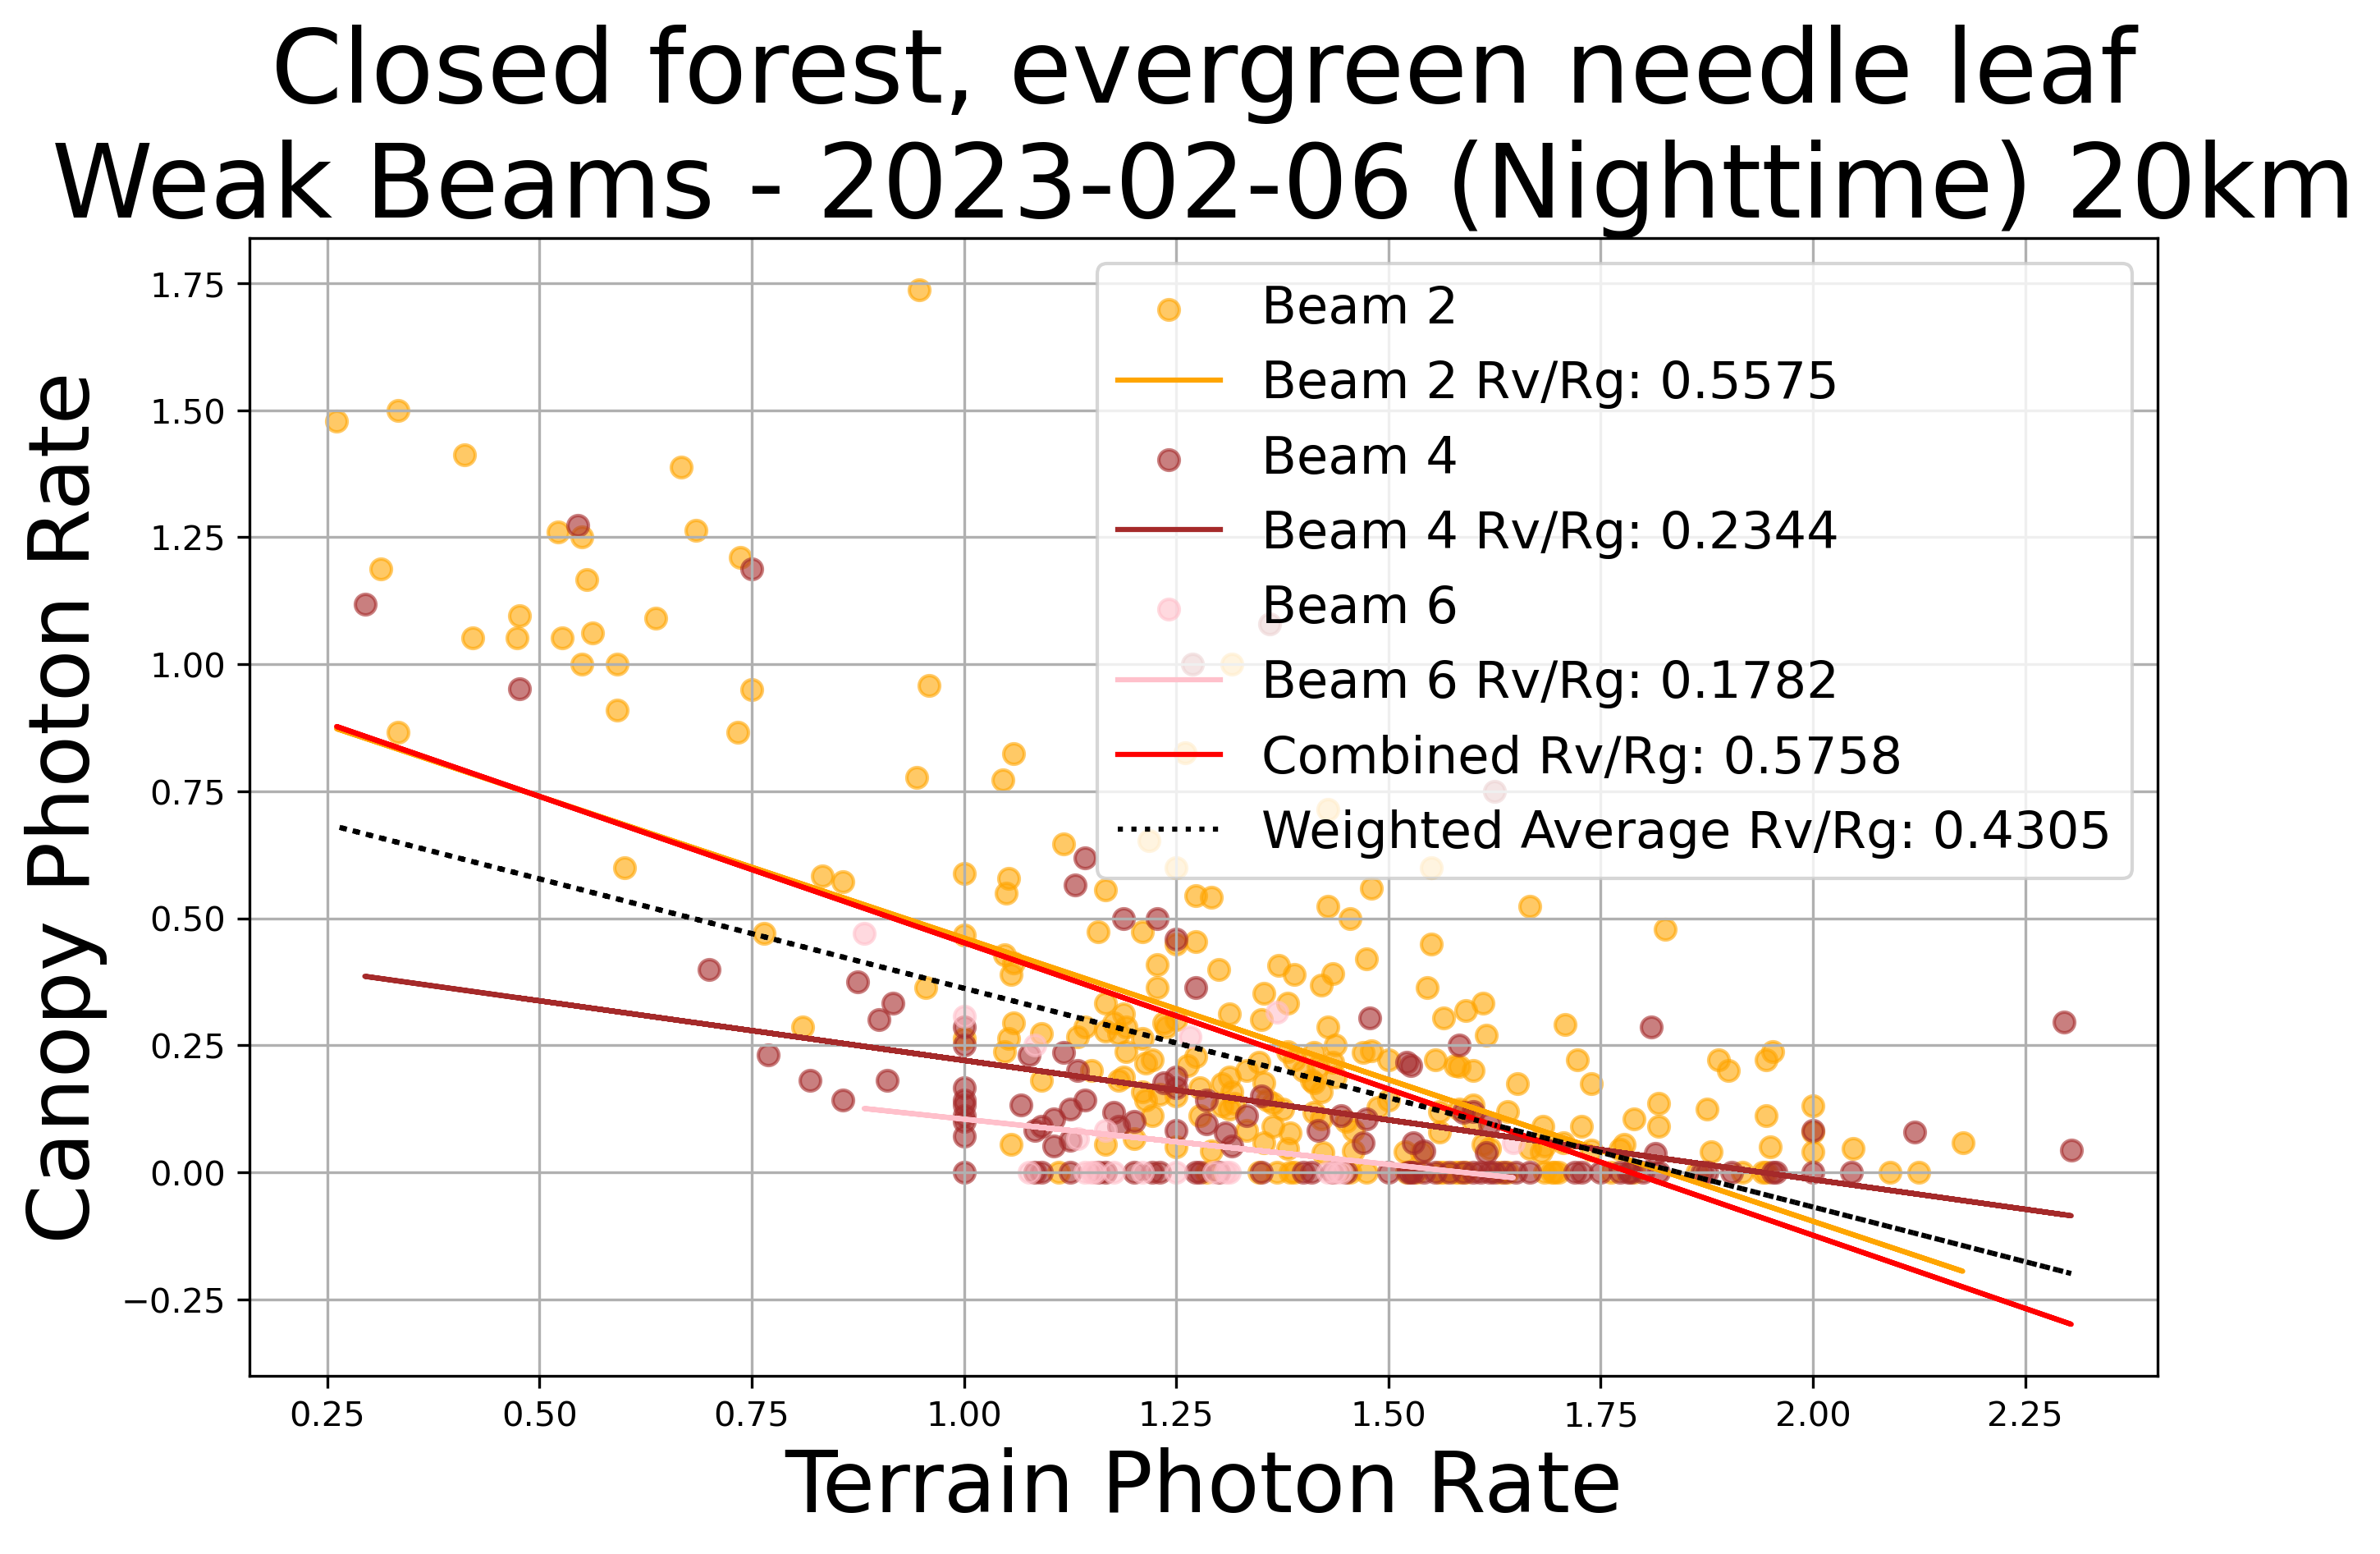 Closed forest, evergreen needle leaf
Weak Beams - 2023-02-06 (Nighttime) 20km
Canopy Photon Rate
1.75
1.50
1.25
1.00
0.75
0.50
0.25
0.00
−0.25
Beam 2
Beam 2 Rv/Rg: 0.5575
Beam 4
Beam 4 Rv/Rg: 0.2344
Beam 6
Beam 6 Rv/Rg: 0.1782
Combined Rv/Rg: 0.5758
Weighted Average Rv/Rg: 0.4305
0.25 0.50 0.75 1.00 1.25 1.50 1.75 2.00 2.25
Terrain Photon Rate